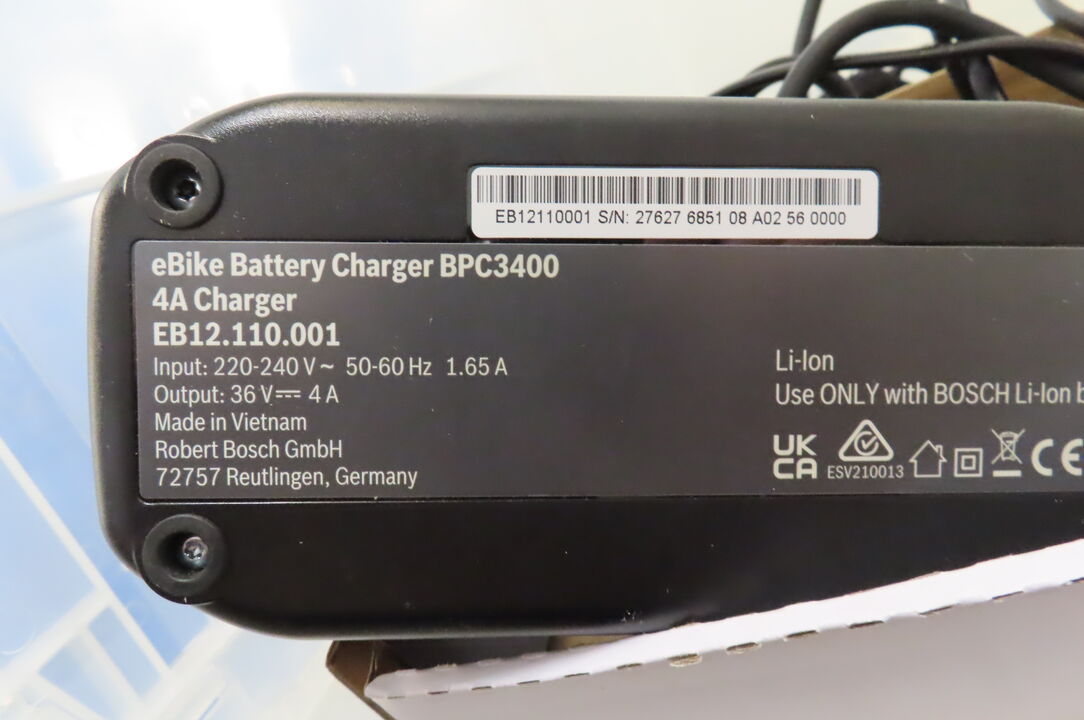 EB12110001 S/N: 27627 6851 08 A02 56 0000
eBike Battery Charger BPC3400
4A Charger
EB12.110.001
Input: 220-240 V ~ 50-60 Hz 1.65 A
Output: 36 V⎓ 4 A
Made in Vietnam
Robert Bosch GmbH
72757 Reutlingen, Germany
Li-Ion
Use ONLY with BOSCH Li-Ion
UK
CA
ESV210013
CE